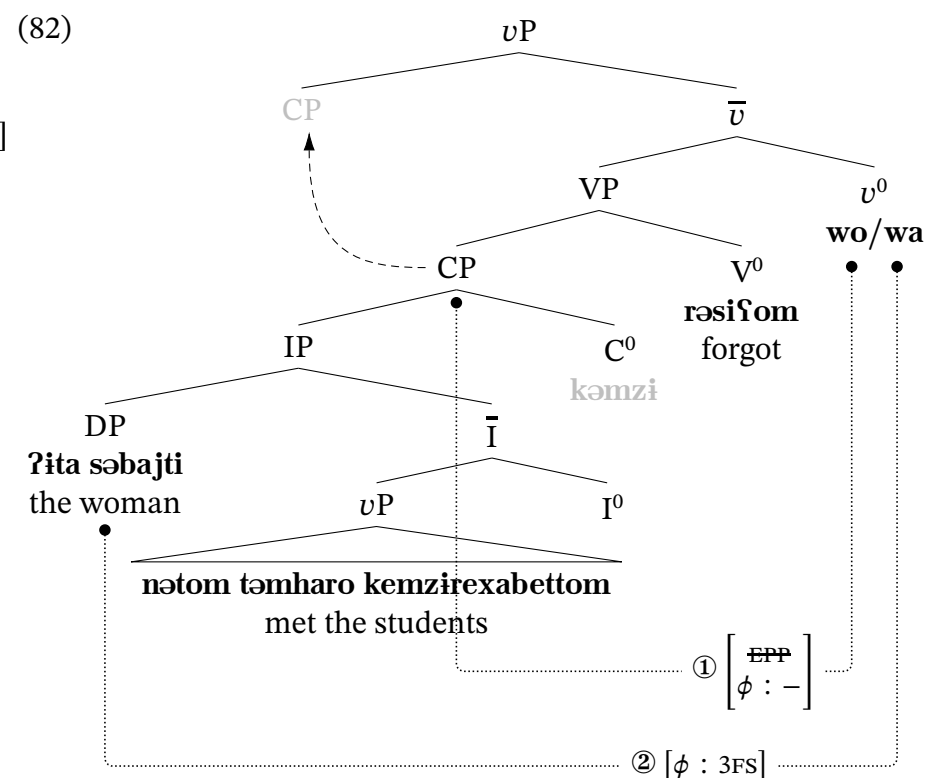 (82)
vP
CP
v̅
]
VP
v⁰
wo/wa
CP
V⁰
rəsiʕom
forgot
IP
C⁰
kəmzɨ
DP
I̅
ʔɨta səbajti
the woman
vP
I⁰
nətom təmharo kemzɨrexabettom
met the students
① [EPP
ϕ : −]
② [ϕ : 3FS]